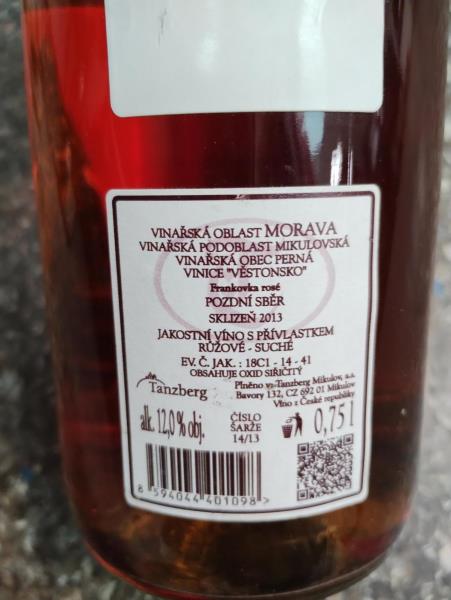 VINAŘSKÁ OBLAST MORAVA
VINAŘSKÁ PODOBLAST MIKULOVSKÁ
VINAŘSKÁ OBEC PERNÁ
VINICE "VĚSTONSKO"
Frankovka rosé
POZDNÍ SBĚR
SKLIZEŇ 2013
JAKOSTNÍ VÍNO S PŘÍVLASTKEM
RŮŽOVÉ - SUCHÉ
EV. Č. JAK. : 18C1 - 14 - 41
OBSAHUJE OXID SIŘIČITÝ
Tanzberg
Plněno v: Tanzberg Mikulov, a.s.
Bavory 132, CZ 692 01 Mikulov
Víno z České republiky
alk. 12,0 % obj.
ČÍSLO
ŠARŽE
14/13
0,75 l
8 594044 401098 >